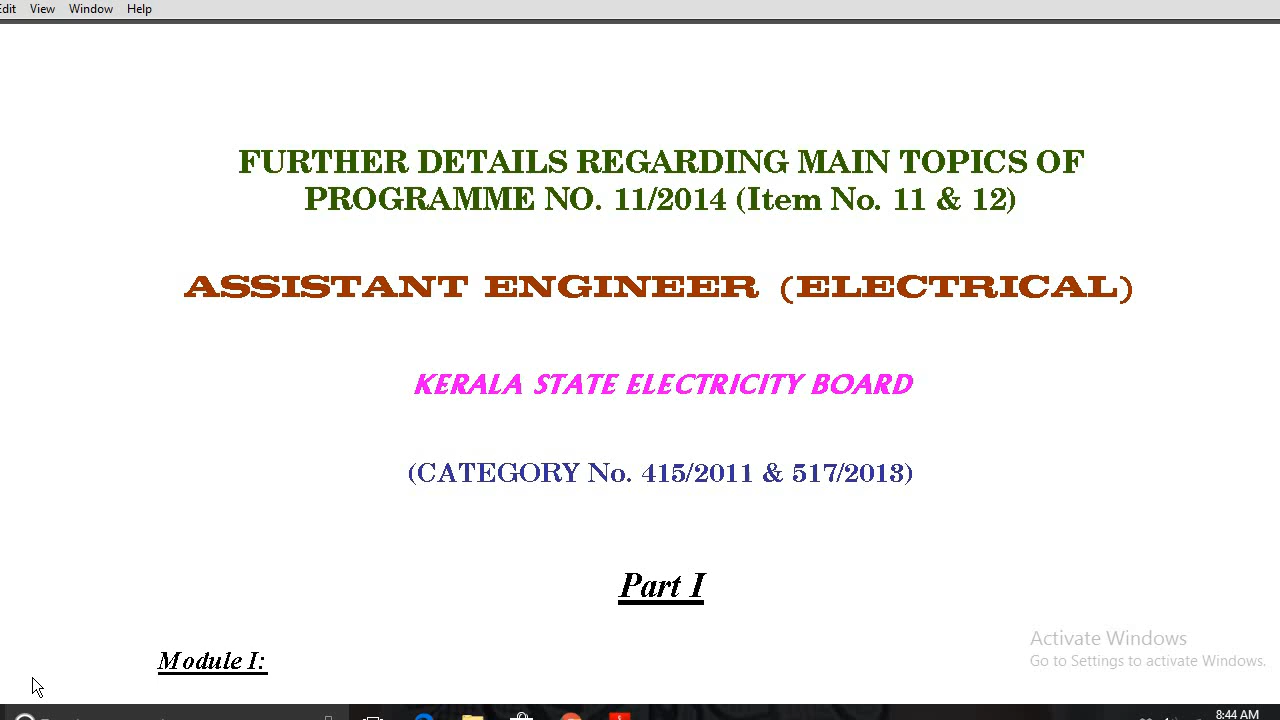 Edit View Window Help
FURTHER DETAILS REGARDING MAIN TOPICS OF
PROGRAMME NO. 11/2014 (Item No. 11 & 12)
ASSISTANT ENGINEER (ELECTRICAL)
KERALA STATE ELECTRICITY BOARD
(CATEGORY No. 415/2011 & 517/2013)
Part I
Module I:
Activate Windows
Go to Settings to activate Windows.
8:44 AM